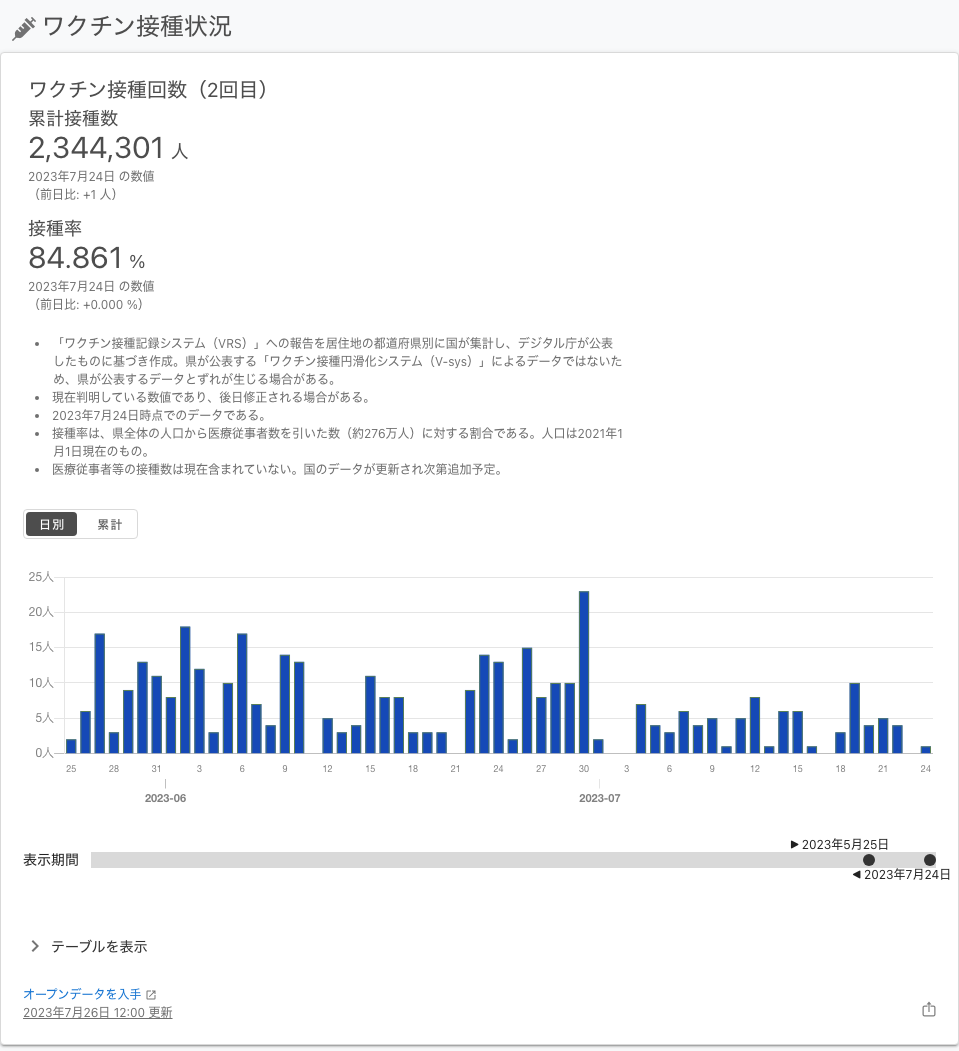 ワクチン接種状況
ワクチン接種回数（2回目）
累計接種数
2,344,301 人
2023年7月24日 の数値
（前日比: +1 人）
接種率
84.861 %
2023年7月24日 の数値
（前日比: +0.000 %）
• 「ワクチン接種記録システム（VRS）」への報告を居住地の都道府県別に国が集計し、デジタル庁が公表
したものに基づき作成。県が公表する「ワクチン接種円滑化システム（V-sys）」によるデータではないた
め、県が公表するデータとずれが生じる場合がある。
• 現在判明している数値であり、後日修正される場合がある。
• 2023年7月24日時点でのデータである。
• 接種率は、県全体の人口から医療従事者数を引いた数（約276万人）に対する割合である。人口は2021年1
月1日現在のもの。
• 医療従事者等の接種数は現在含まれていない。国のデータが更新され次第追加予定。
日別 累計
25人
20人
15人
10人
5人
0人
25 28 31 3 6 9 12 15 18 21 24 27 30 3 6 9 12 15 18 21 24
2023-06 2023-07
▶ 2023年5月25日
表示期間
◀ 2023年7月24日
テーブルを表示
オープンデータを入手
2023年7月26日 12:00 更新